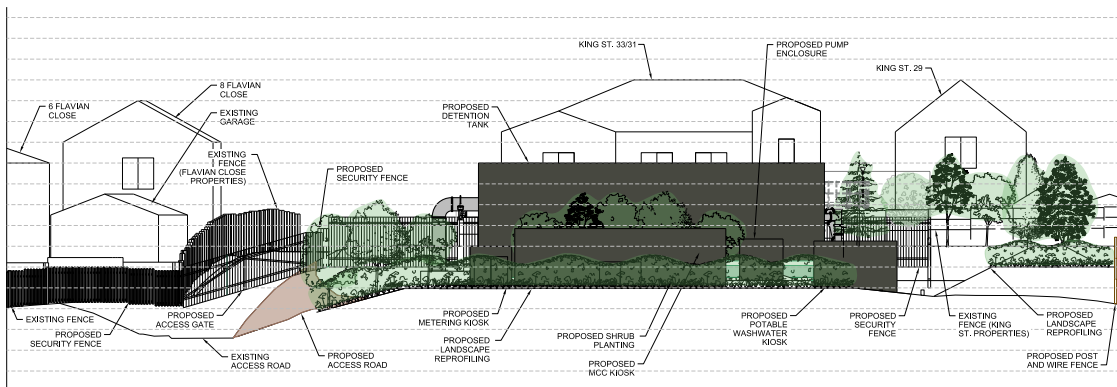 KING ST. 33/31
PROPOSED PUMP
ENCLOSURE
KING ST. 29
8 FLAVIAN
CLOSE
6 FLAVIAN
CLOSE
EXISTING
GARAGE
PROPOSED
DETENTION
TANK
EXISTING
FENCE
(FLAVIAN CLOSE
PROPERTIES)
PROPOSED
SECURITY FENCE
EXISTING FENCE
PROPOSED
SECURITY FENCE
PROPOSED
ACCESS GATE
EXISTING
ACCESS ROAD
PROPOSED
ACCESS ROAD
PROPOSED
METERING KIOSK
PROPOSED
LANDSCAPE
REPROFILING
PROPOSED SHRUB
PLANTING
PROPOSED
MCC KIOSK
PROPOSED
POTABLE
WASHWATER
KIOSK
PROPOSED
SECURITY
FENCE
EXISTING
FENCE (KING
ST. PROPERTIES)
PROPOSED
LANDSCAPE
REPROFILING
PROPOSED POST
AND WIRE FENCE